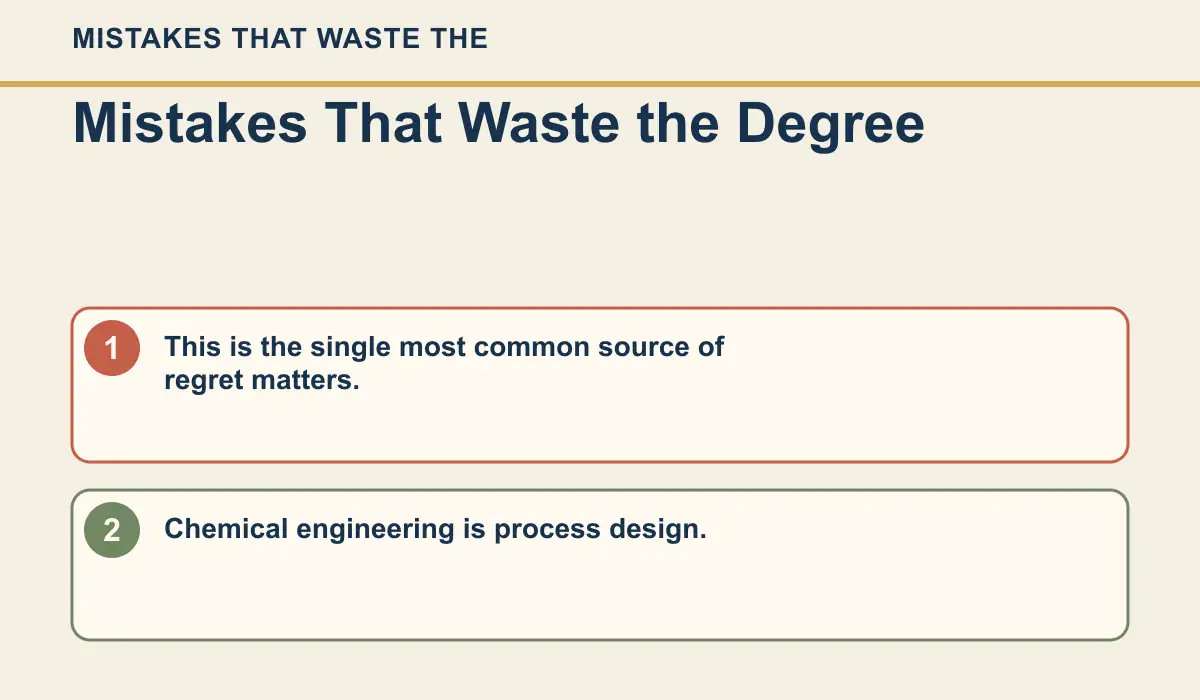 MISTAKES THAT WASTE THE
Mistakes That Waste the Degree
1
This is the single most common source of
regret matters.
2
Chemical engineering is process design.